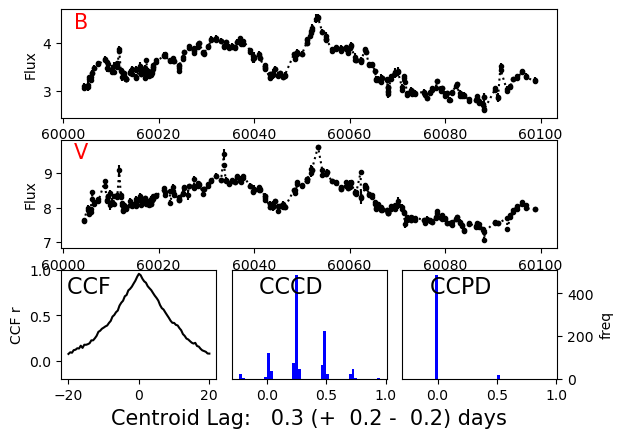 B
Flux
4
3
60000 60020 60040 60060 60080 60100
V
Flux
9
8
7
60000 60020 60040 60060 60080 60100
CCF CCCD CCPD
CCF r
1.0
0.5
0.0
400
200
0
freq
−20 0 20 0.0 0.5 1.0 0.0 0.5 1.0
Centroid Lag: 0.3 (+ 0.2 - 0.2) days